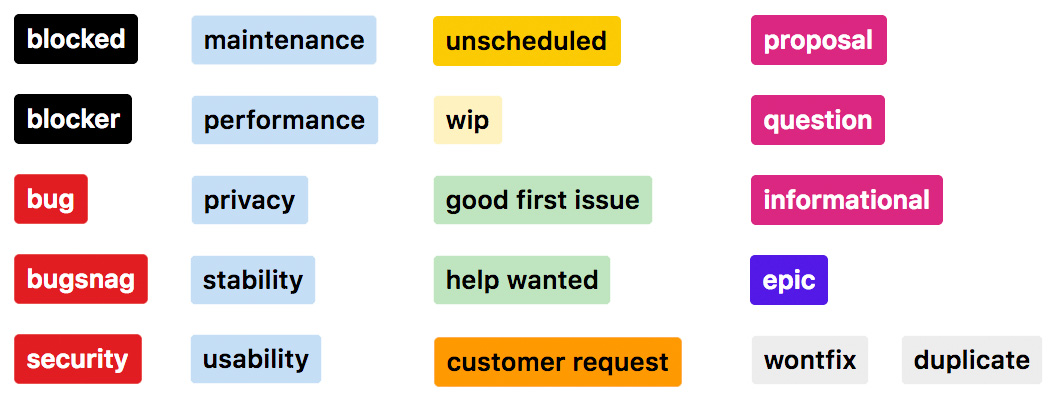 blocked
maintenance
unscheduled
proposal
blocker
performance
wip
question
bug
privacy
good first issue
informational
bugsnag
stability
help wanted
epic
security
usability
customer request
wontfix
duplicate